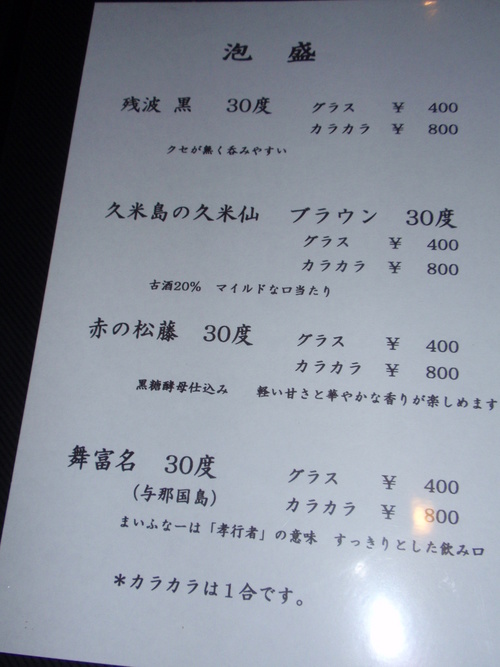 泡 盛
残波 黒 30度 グラス ¥ 400
カラカラ ¥ 800
クセが無く呑みやすい
久米島の久米仙 ブラウン 30度
グラス ¥ 400
カラカラ ¥ 800
古酒20% マイルドな口当たり
赤の松藤 30度 グラス ¥ 400
カラカラ ¥ 800
黒糖酵母仕込み 軽い甘さと華やかな香りが楽しめます
舞富名 30度 グラス ¥ 400
(与那国島) カラカラ ¥ 800
まいふなーは「孝行者」の意味 すっきりとした飲み口
*カラカラは1合です。